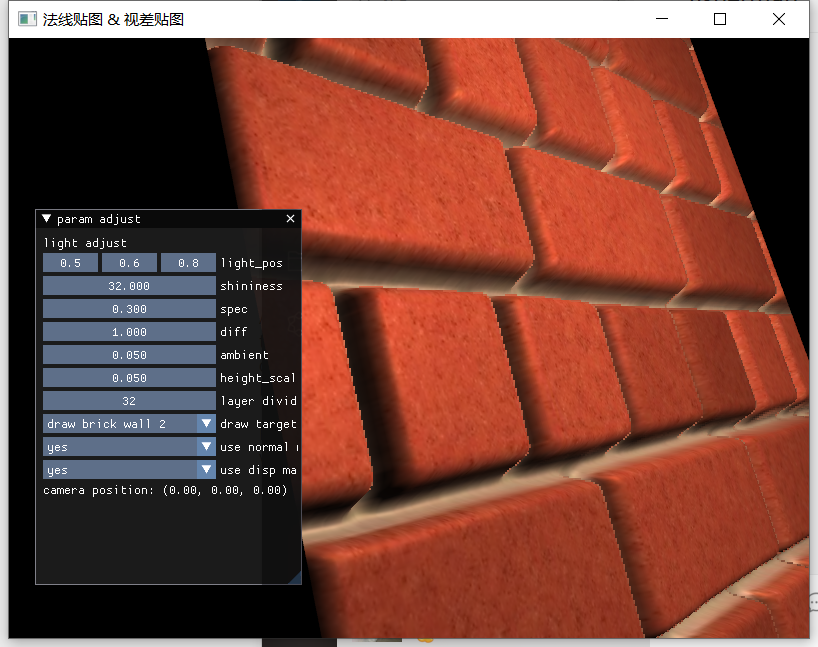 法线贴图 & 视差贴图
param adjust
light adjust
0.5 0.6 0.8 light_pos
32.000 shininess
0.300 spec
1.000 diff
0.050 ambient
0.050 height_scal
32 layer divid
draw brick wall 2 draw target
yes use normal
yes use disp ma
camera position: (0.00, 0.00, 0.00)